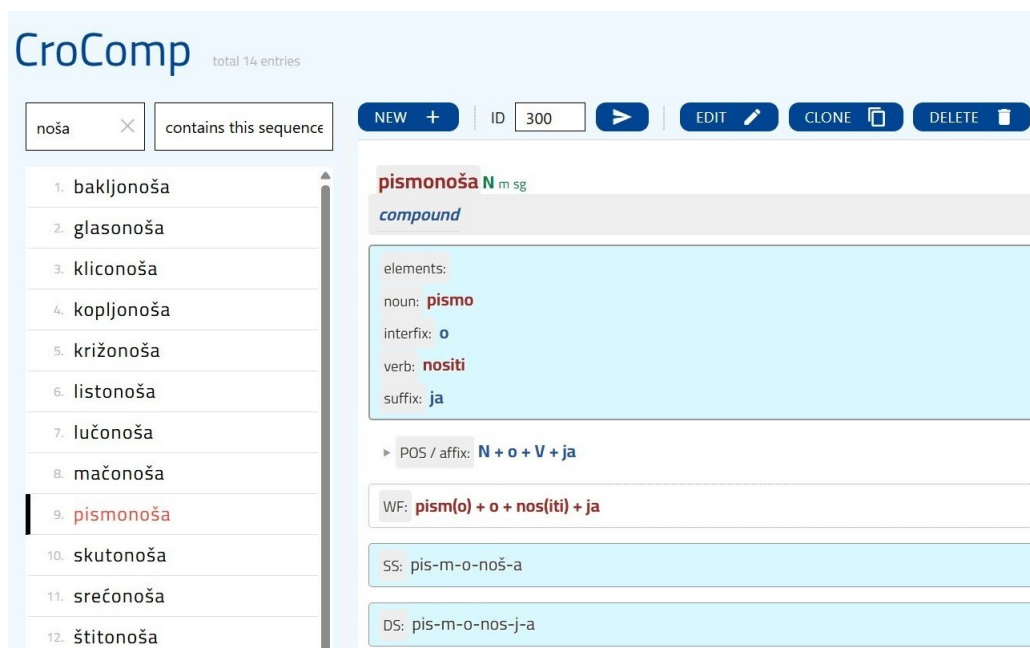 CroComp total 14 entries
noša contains this sequence
NEW + ID 300 EDIT CLONE DELETE
1. bakljonoša
2. glasonoša
3. kliconoša
4. kopljonoša
5. križonoša
6. listonoša
7. lučonoša
8. mačonoša
9. pismonoša
10. skutonoša
11. srećonoša
12. štitonoša
pismonoša N m sg
compound
elements:
noun: pismo
interfix: o
verb: nositi
suffix: ja
POS / affix: N + o + V + ja
WF: pism(o) + o + nos(iti) + ja
SS: pis-m-o-noš-a
DS: pis-m-o-nos-j-a